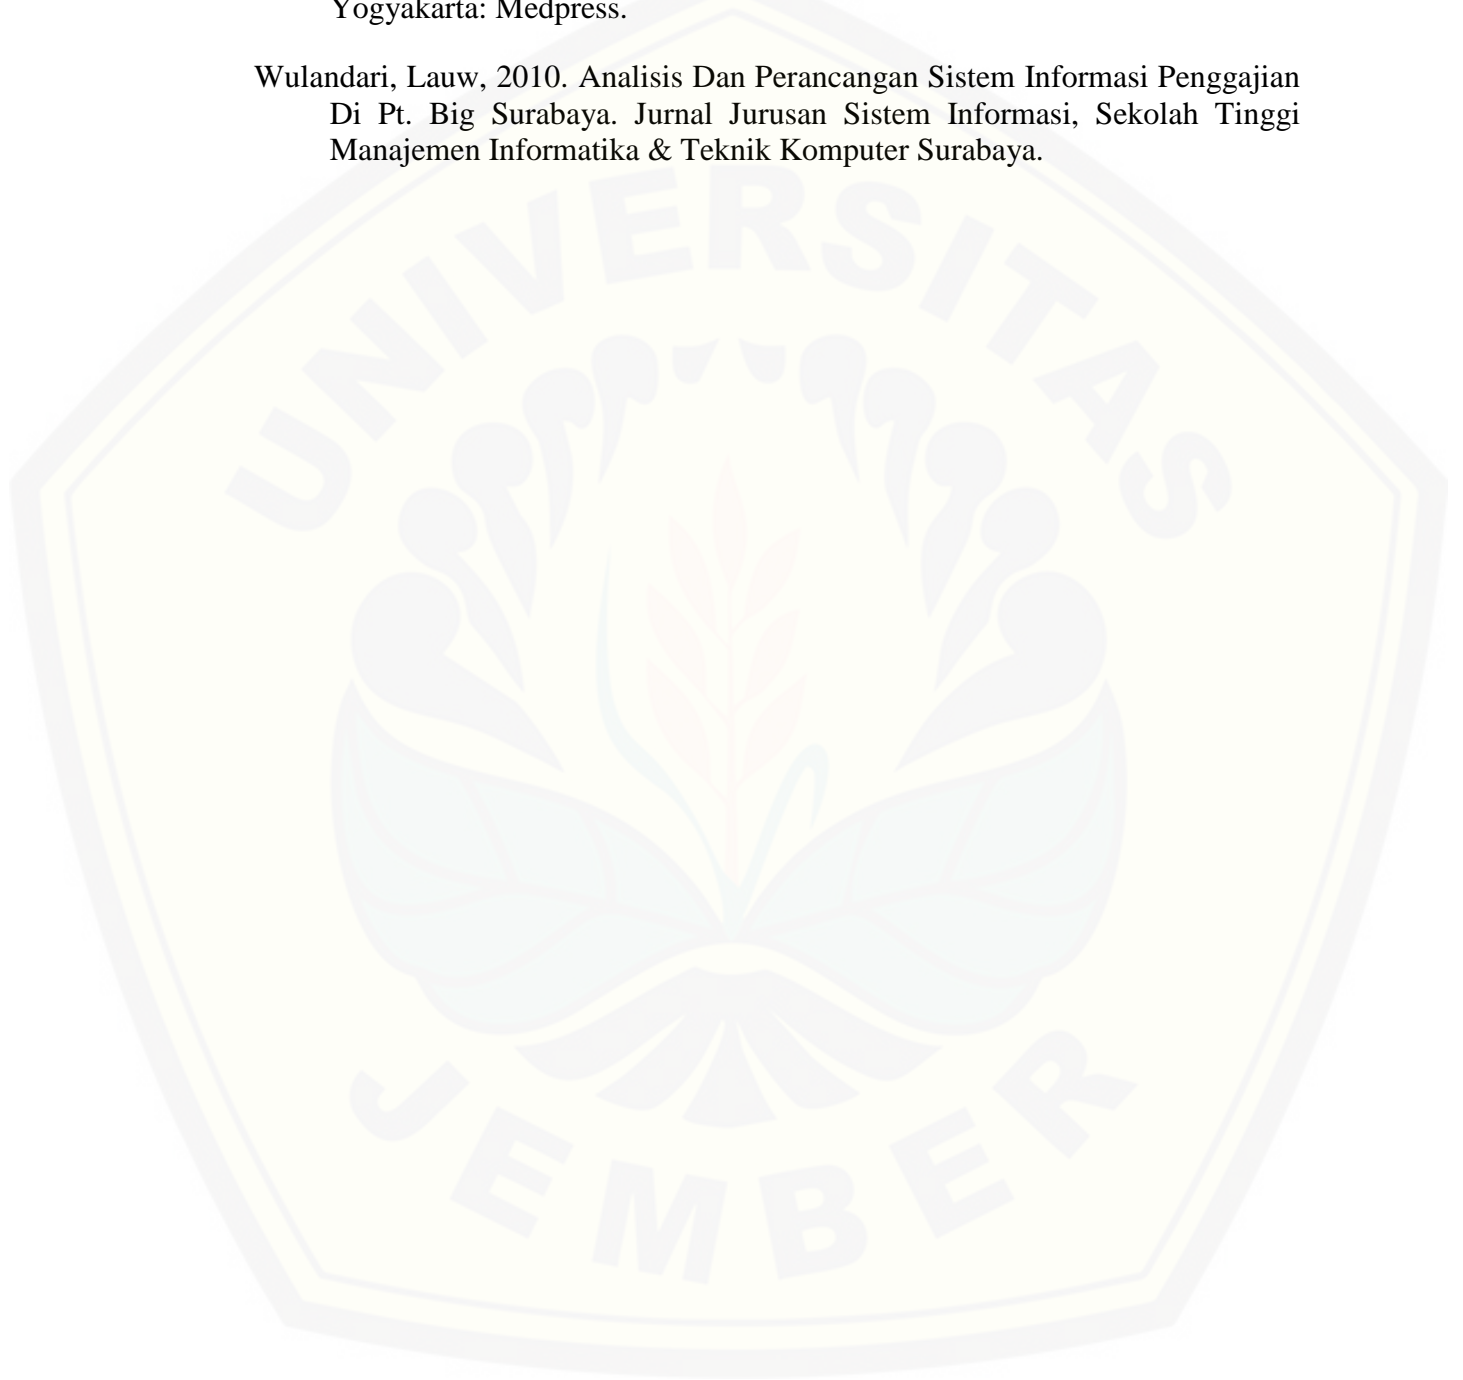 Yogyakarta: Medpress.
Wulandari, Lauw, 2010. Analisis Dan Perancangan Sistem Informasi Penggajian
Di Pt. Big Surabaya. Jurnal Jurusan Sistem Informasi, Sekolah Tinggi
Manajemen Informatika & Teknik Komputer Surabaya.
UNIVERSITAS
JEMBER